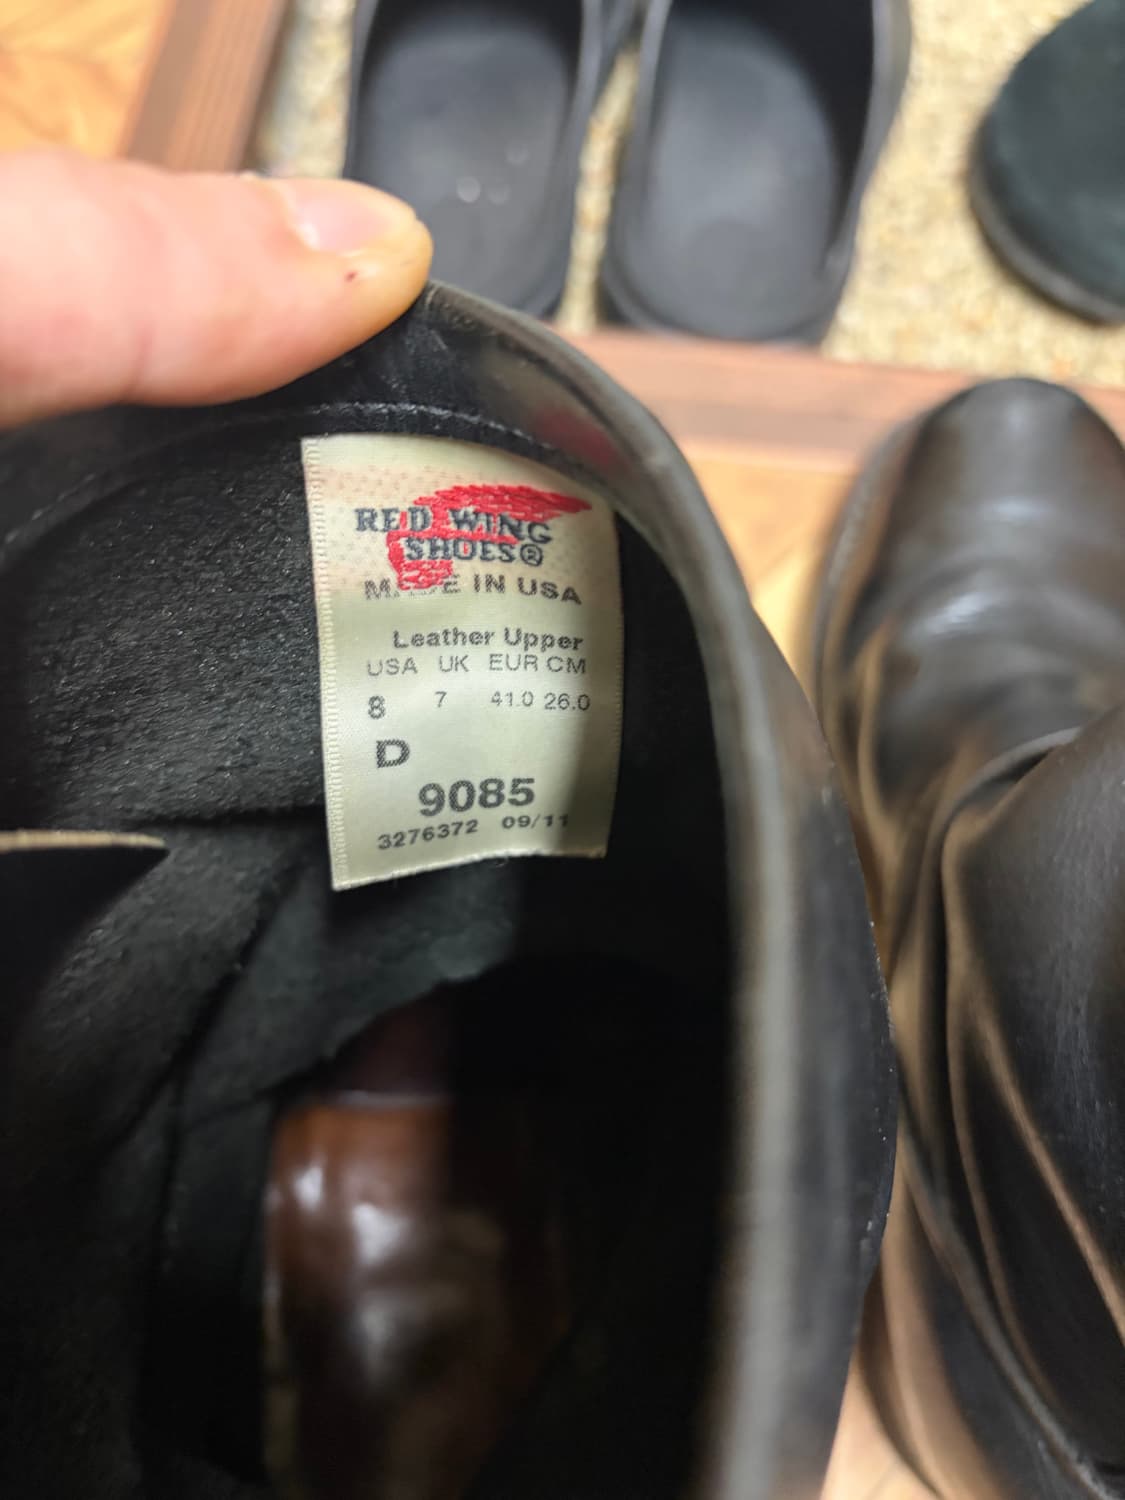 RED WING
SHOES®
MADE IN USA
Leather Upper
USA UK EUR CM
8 7 41.0 26.0
D
9085
3276372 09/11